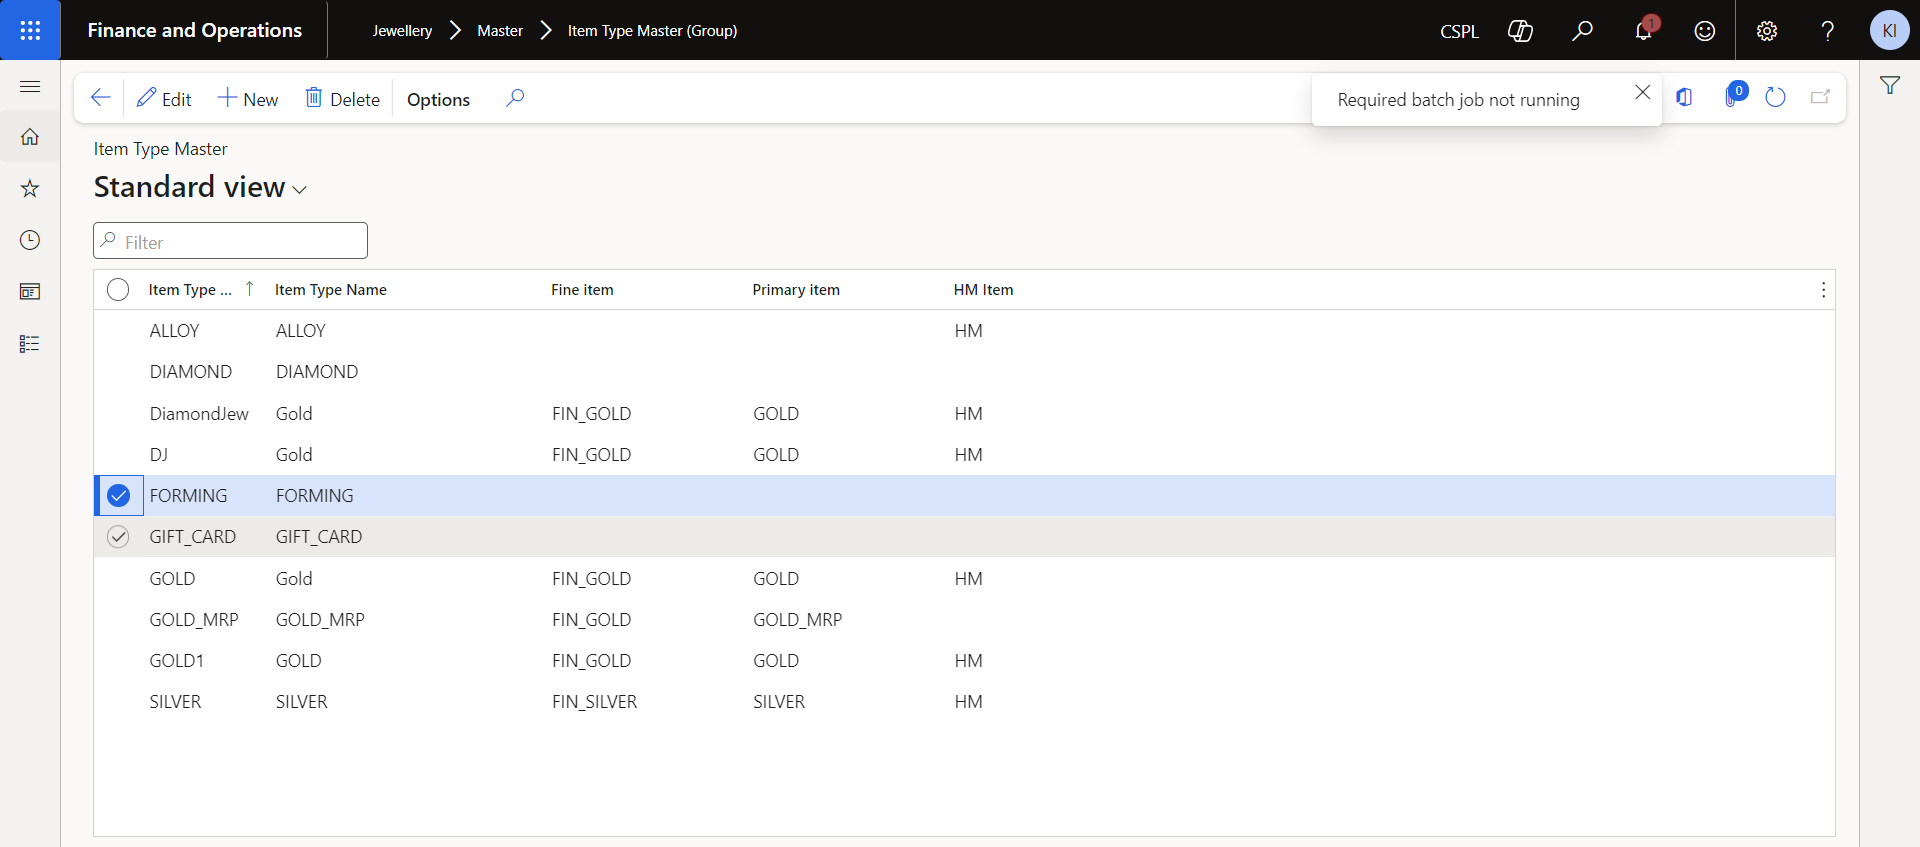 Finance and Operations
Jewellery > Master > Item Type Master (Group)
CSPL
1
?
KI
Edit
New
Delete
Options
Required batch job not running
0
Item Type Master
Standard view
Filter
Item Type ... ↑ Item Type Name Fine item Primary item HM Item
ALLOY ALLOY HM
DIAMOND DIAMOND
DiamondJew Gold FIN_GOLD GOLD HM
DJ Gold FIN_GOLD GOLD HM
FORMING FORMING
GIFT_CARD GIFT_CARD
GOLD Gold FIN_GOLD GOLD HM
GOLD_MRP GOLD_MRP FIN_GOLD GOLD_MRP
GOLD1 GOLD FIN_GOLD GOLD HM
SILVER SILVER FIN_SILVER SILVER HM